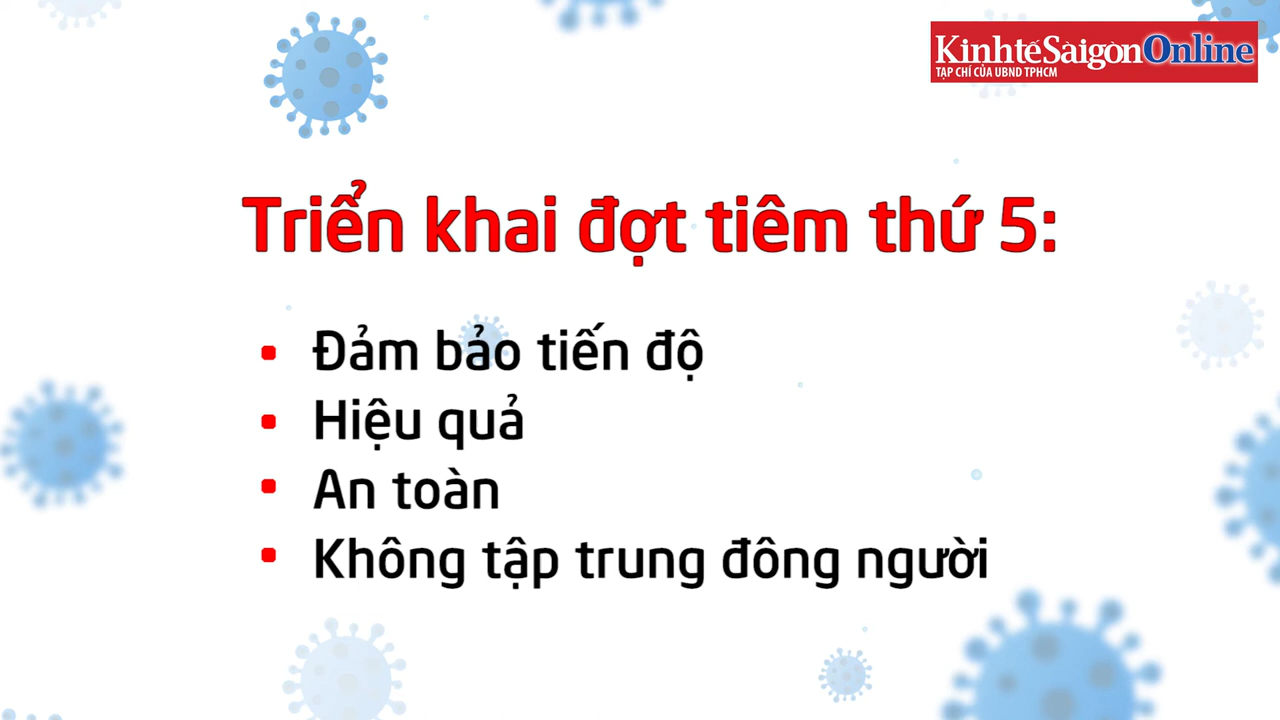 KinhtếSàigònOnline
TẠP CHÍ CỦA UBND TPHCM
Triển khai đợt tiêm thứ 5:
Đảm bảo tiến độ
Hiệu quả
An toàn
Không tập trung đông người